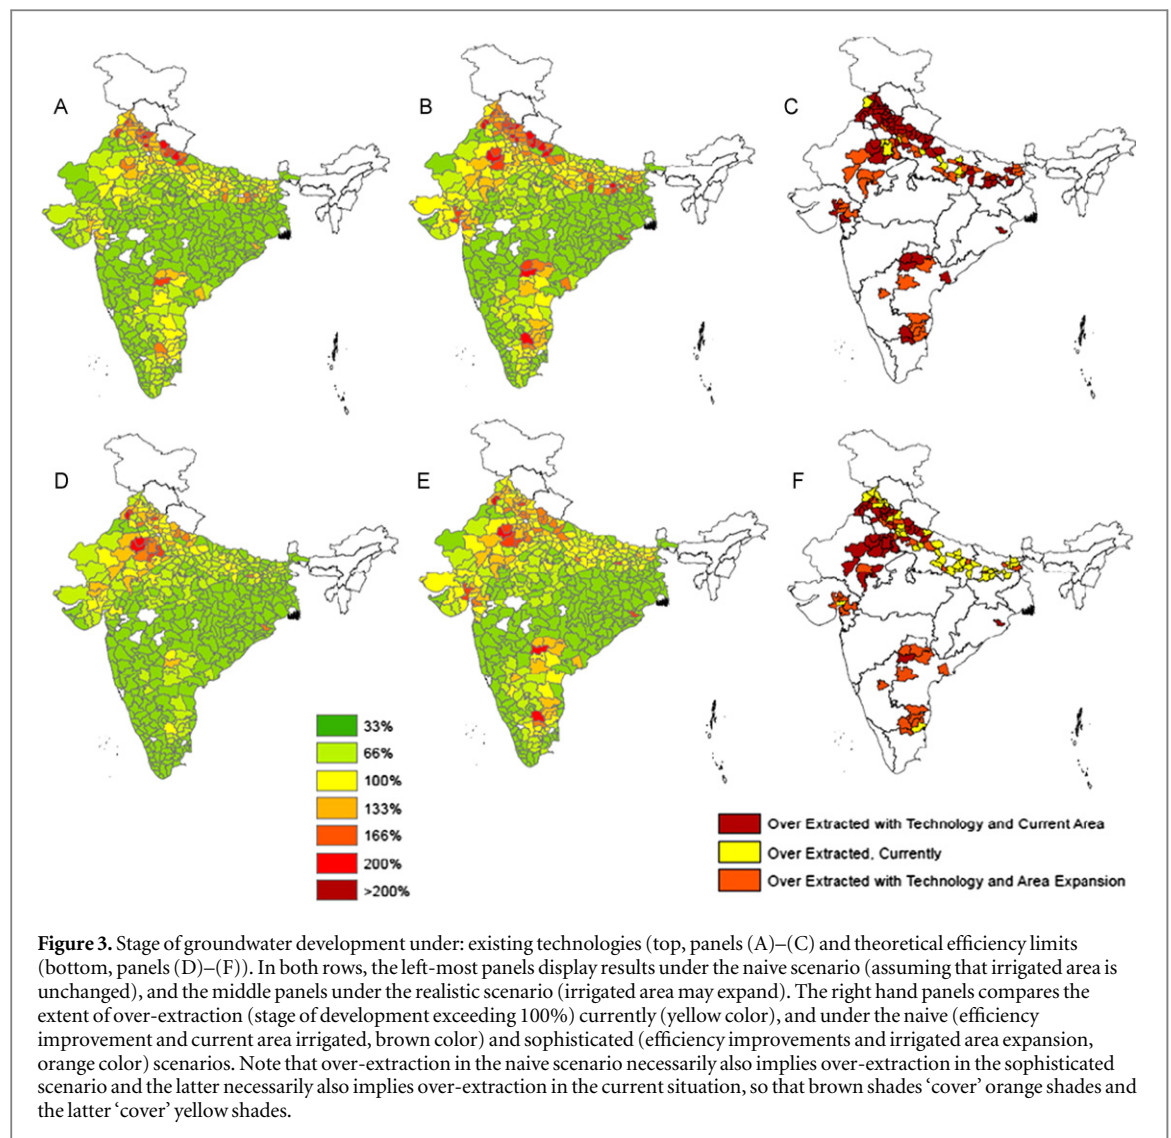 A
B
C
D
E
F
33%
66%
100%
133%
166%
200%
>200%
Over Extracted with Technology and Current Area
Over Extracted, Currently
Over Extracted with Technology and Area Expansion
Figure 3. Stage of groundwater development under: existing technologies (top, panels (A)–(C) and theoretical efficiency limits
(bottom, panels (D)–(F)). In both rows, the left-most panels display results under the naive scenario (assuming that irrigated area is
unchanged), and the middle panels under the realistic scenario (irrigated area may expand). The right hand panels compares the
extent of over-extraction (stage of development exceeding 100%) currently (yellow color), and under the naive (efficiency
improvement and current area irrigated, brown color) and sophisticated (efficiency improvements and irrigated area expansion,
orange color) scenarios. Note that over-extraction in the naive scenario necessarily also implies over-extraction in the sophisticated
scenario and the latter necessarily also implies over-extraction in the current situation, so that brown shades ‘cover’ orange shades and
the latter ‘cover’ yellow shades.